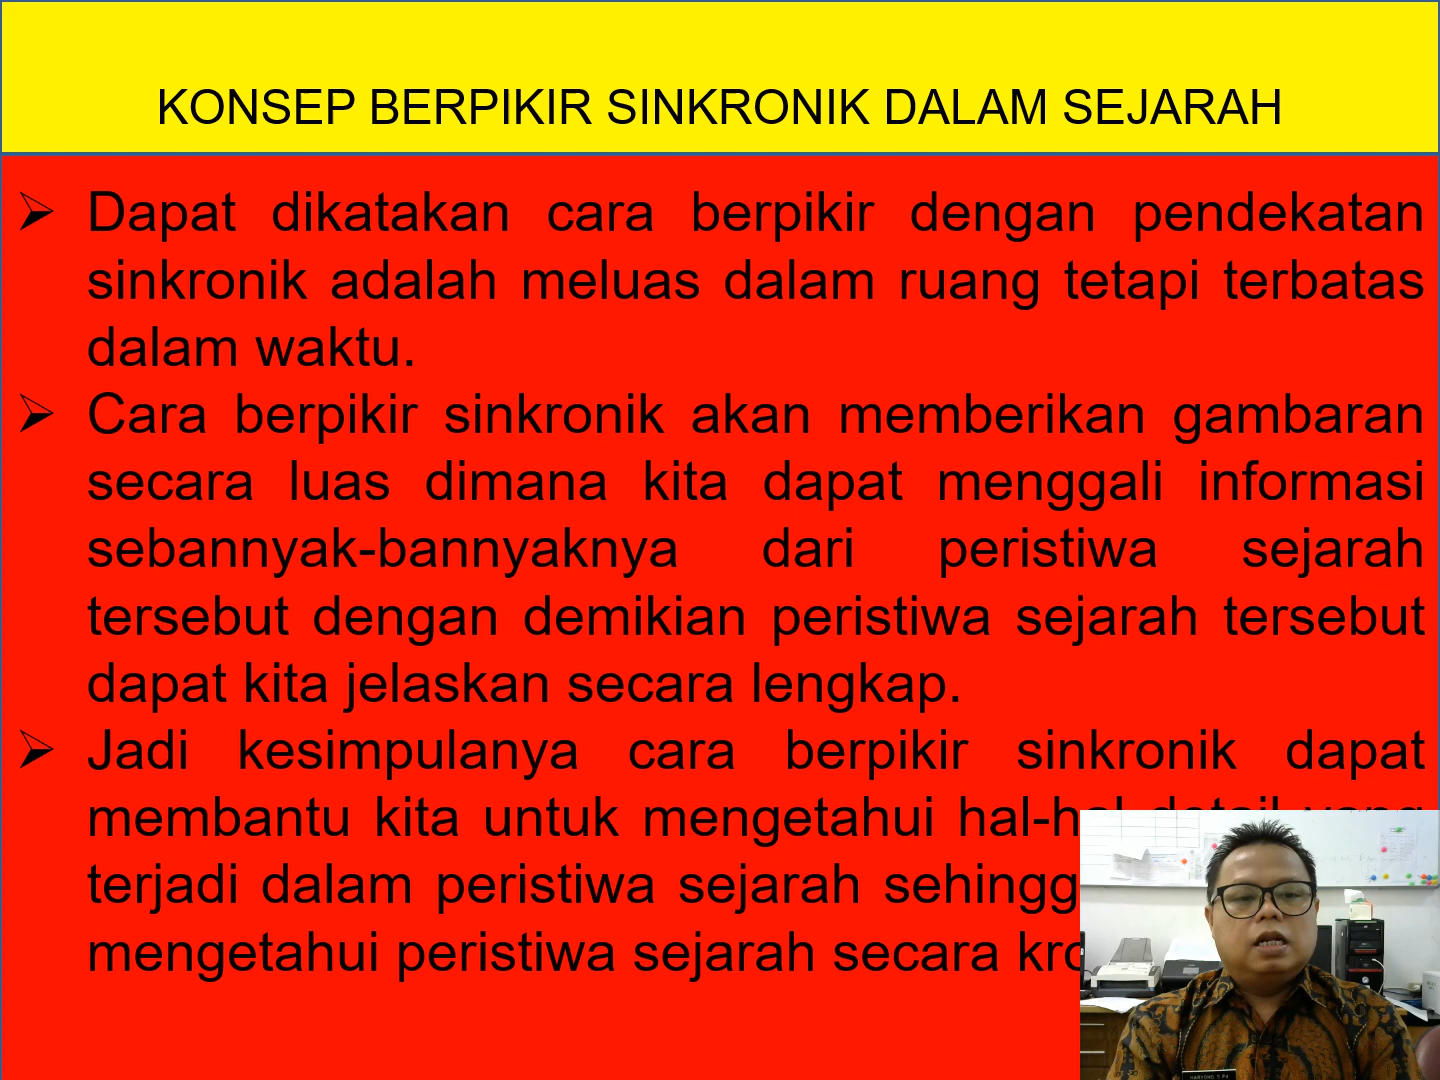 KONSEP BERPIKIR SINKRONIK DALAM SEJARAH
➢ Dapat dikatakan cara berpikir dengan pendekatan
sinkronik adalah meluas dalam ruang tetapi terbatas
dalam waktu.
➢ Cara berpikir sinkronik akan memberikan gambaran
secara luas dimana kita dapat menggali informasi
sebannyak-bannyaknya dari peristiwa sejarah
tersebut dengan demikian peristiwa sejarah tersebut
dapat kita jelaskan secara lengkap.
➢ Jadi kesimpulanya cara berpikir sinkronik dapat
membantu kita untuk mengetahui hal-hal detail yang
terjadi dalam peristiwa sejarah
mengetahui peristiwa sejarah secara